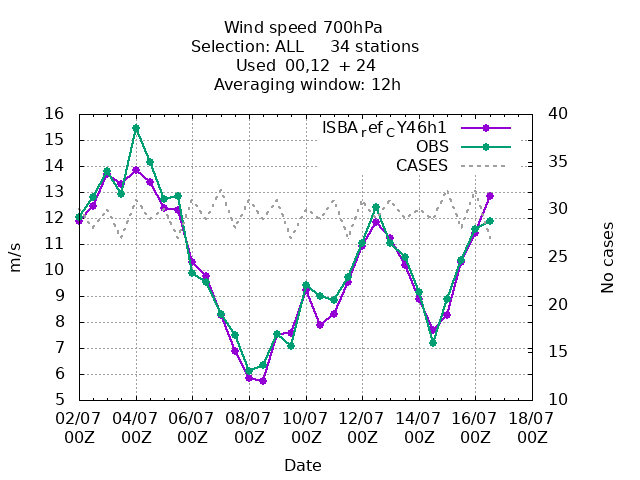 Wind speed 700hPa
Selection: ALL     34 stations
Used  00,12  + 24
Averaging window: 12h
16 40
ISBA_ref_CY46h1
OBS
CASES
15
14
13
12
11
10
9
8
7
6
5
35
30
25
20
15
10
m/s
No cases
02/07 04/07 06/07 08/07 10/07 12/07 14/07 16/07 18/07
00Z 00Z 00Z 00Z 00Z 00Z 00Z 00Z 00Z
Date